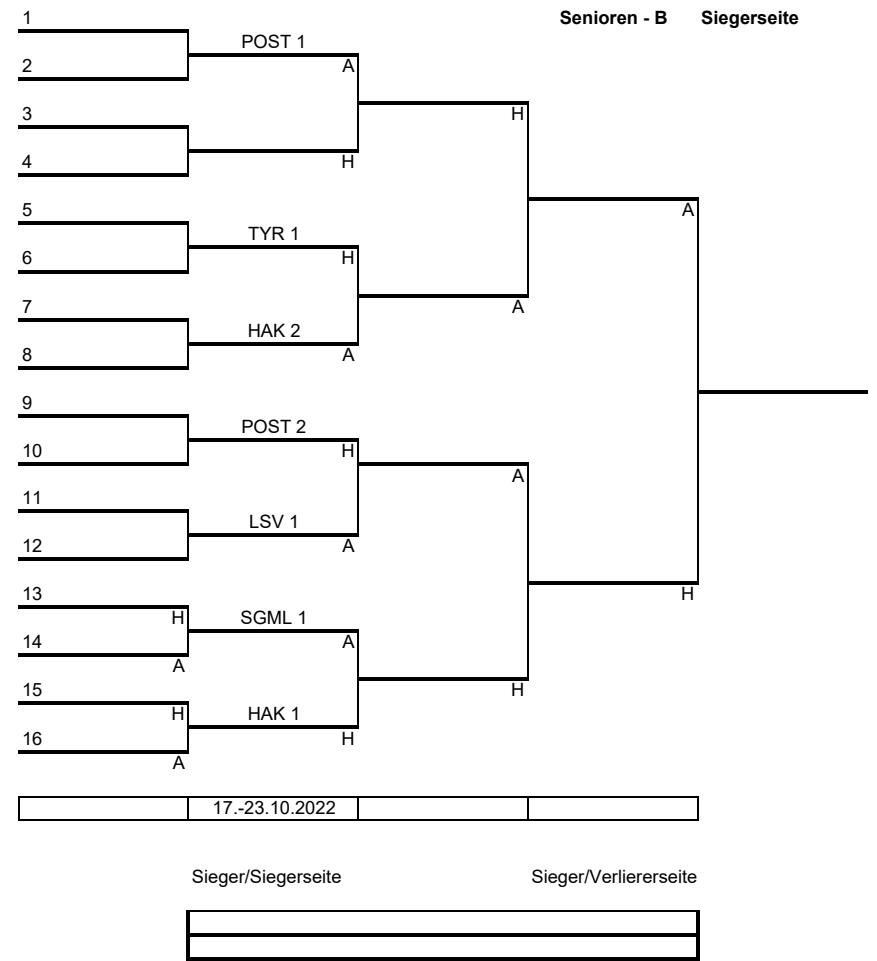 1
Senioren - B Siegerseite
POST 1
2
A
3
H
4
H
5
A
TYR 1
6
H
7
A
HAK 2
8
A
9
POST 2
10
H
A
11
LSV 1
12
A
13
H
H
SGML 1
14
A
A
15
H
H
HAK 1
16
H
A
17.-23.10.2022
Sieger/Siegerseite
Sieger/Verliererseite